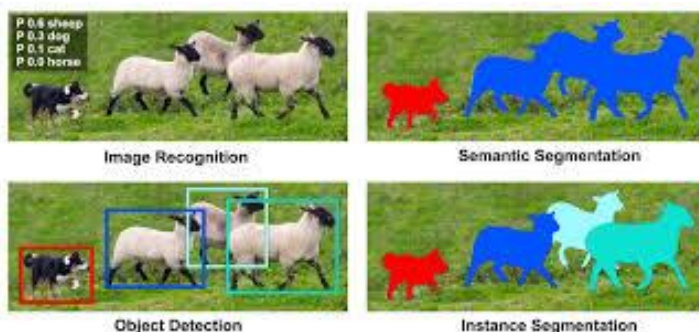 P 0.6 sheep
P 0.3 dog
P 0.1 cat
P 0.0 horse
Image Recognition
Semantic Segmentation
Object Detection
Instance Segmentation